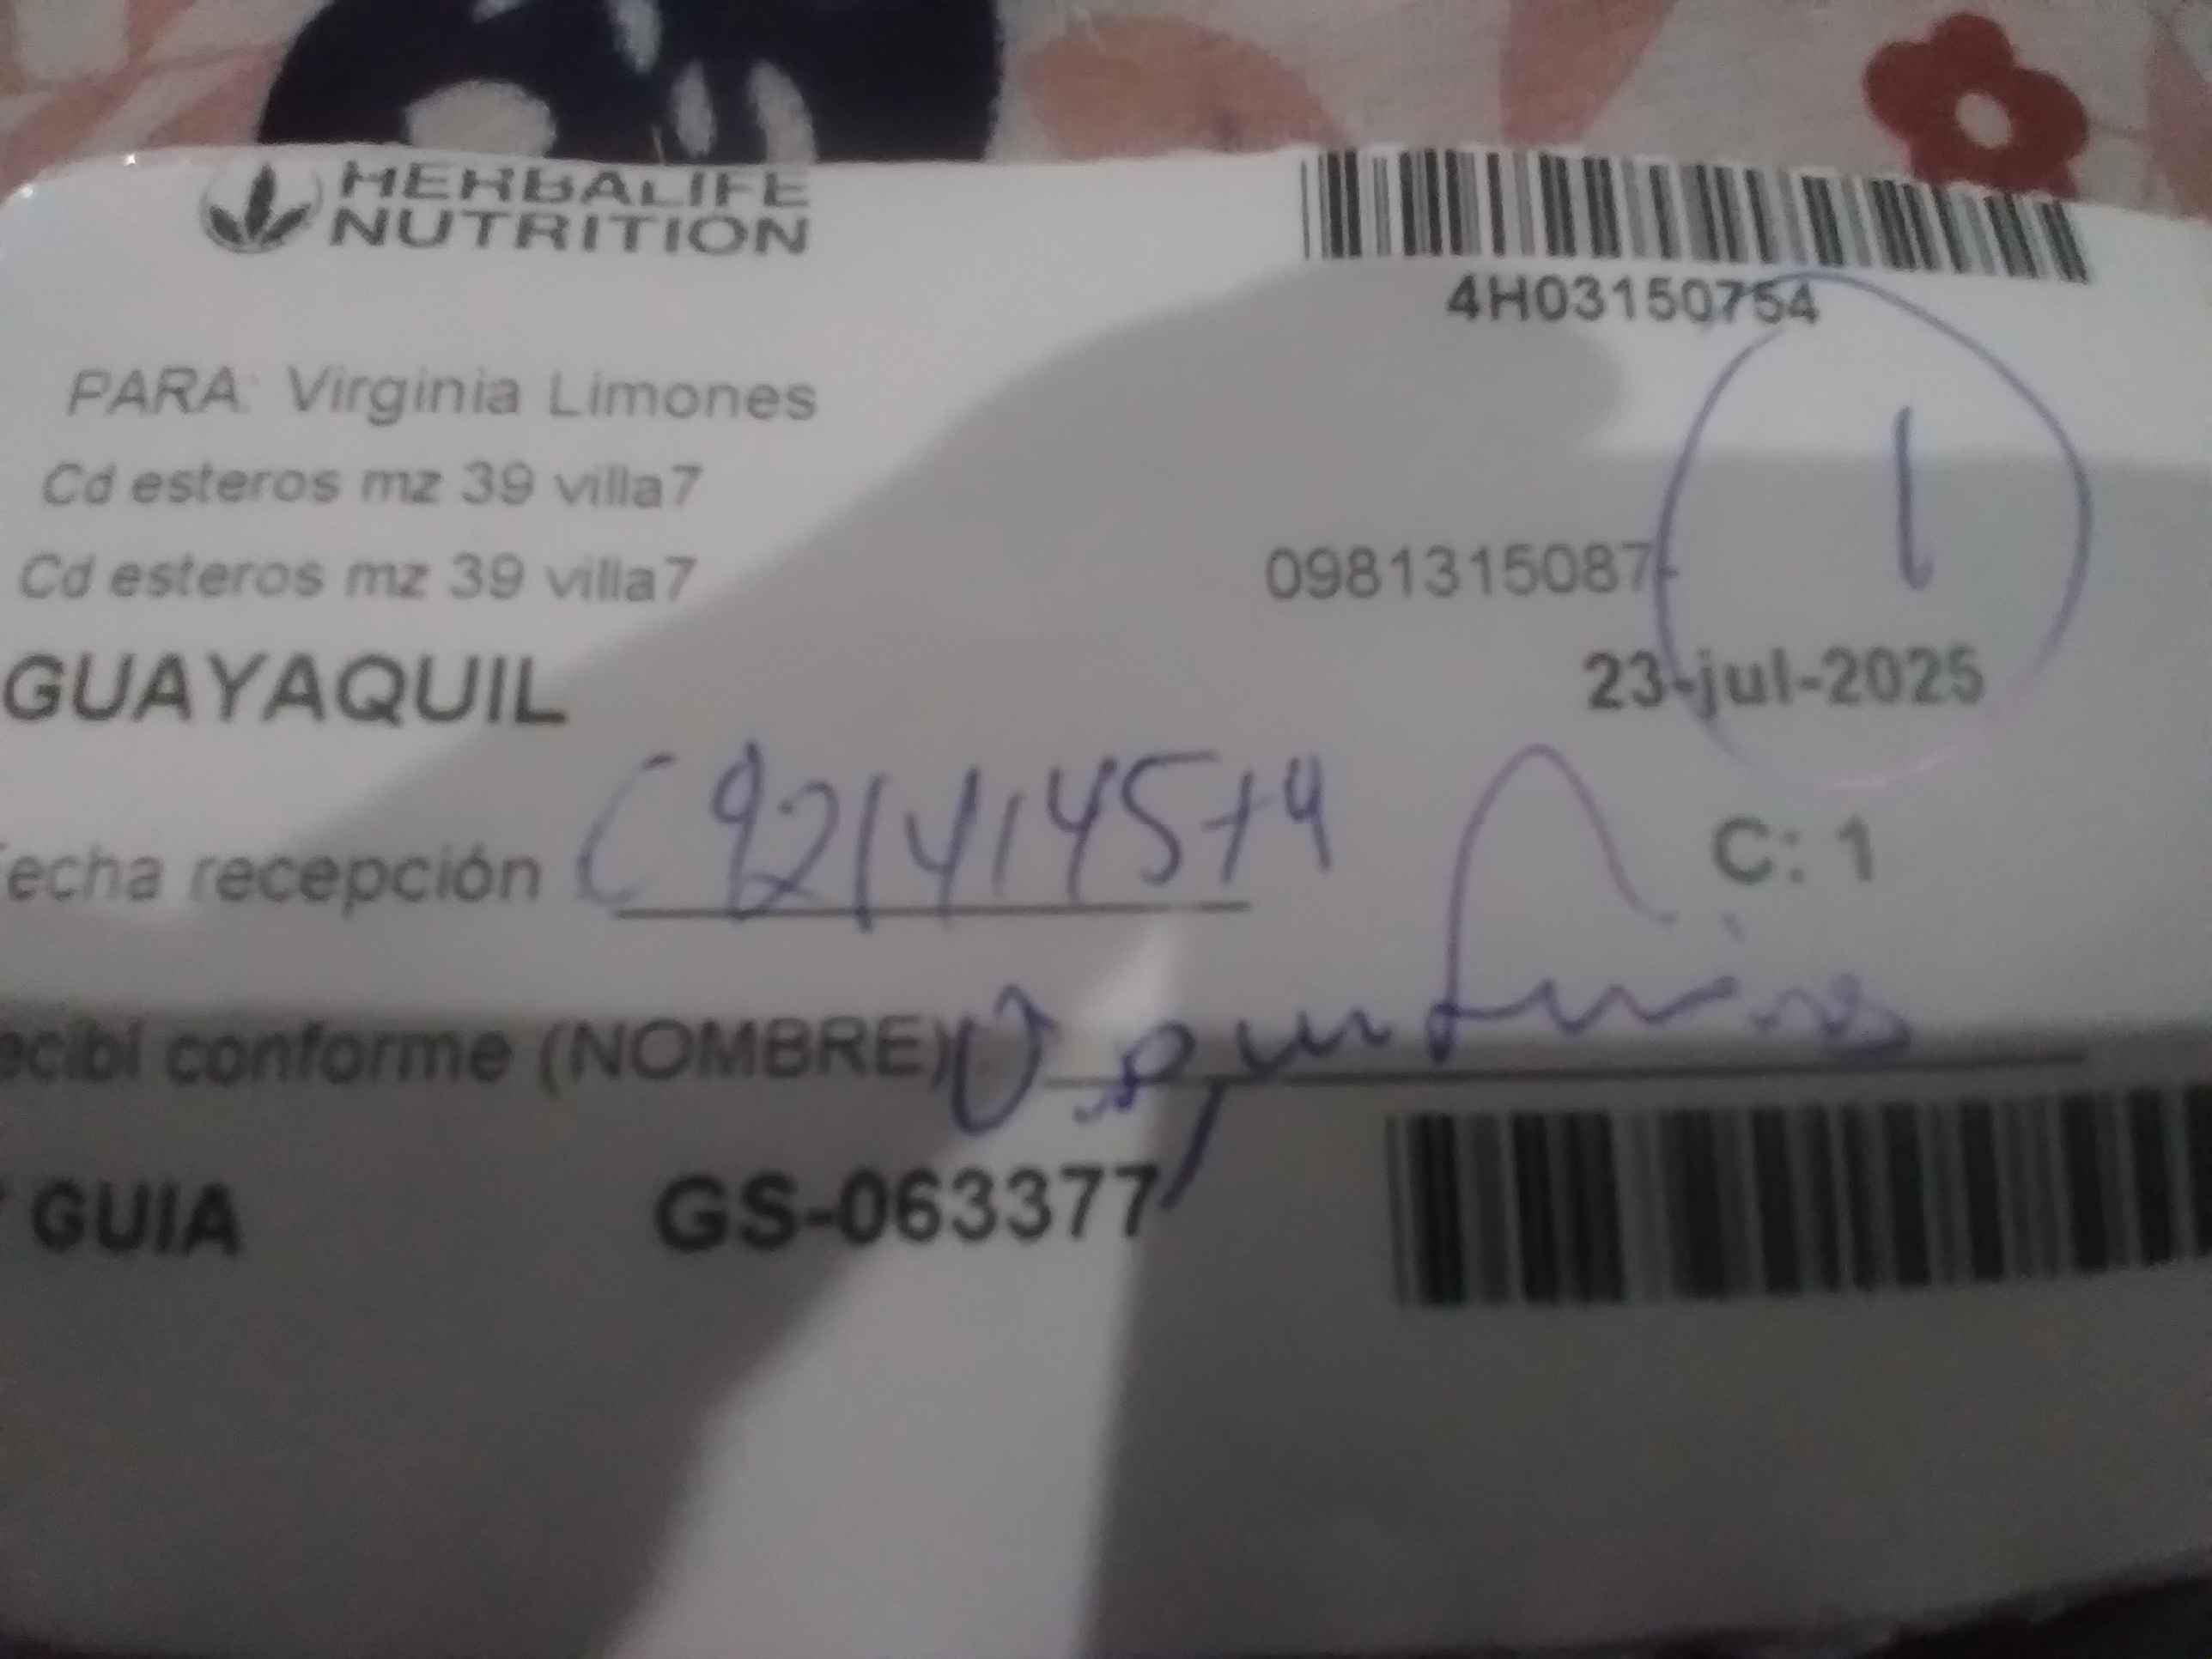 HERBALIFE
NUTRITION
4H03150754
PARA: Virginia Limones
Cd esteros mz 39 villa7
Cd esteros mz 39 villa7
0981315087-
1
GUAYAQUIL
23-jul-2025
echa recepción
C: 1
ecibí conforme (NOMBRE)
GUIA
GS-063377